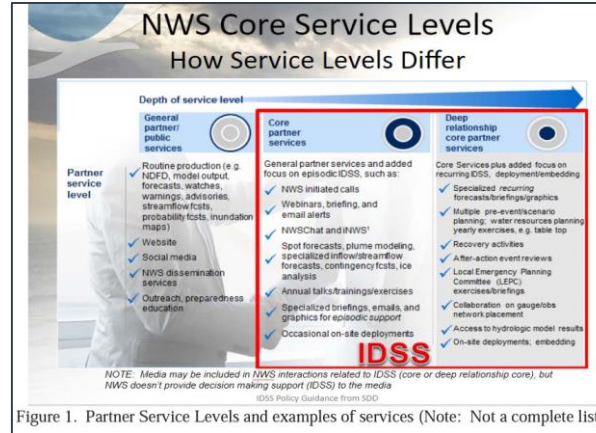 NWS Core Service Levels
How Service Levels Differ
Depth of service level
General
partner/
public
services
Core
partner
services
Deep
relationship
core partner
services
Partner
service
level
Routine production (e.g.
NDFD, model output,
forecasts, watches,
warnings, advisories,
streamflow fcsts,
probability fcsts, inundation
maps)
Website
Social media
NWS dissemination
services
Outreach, preparedness
education
General partner services and added
focus on episodic IDSS, such as:
NWS initiated calls
Webinars, briefing, and
email alerts
NWSChat and iNWS¹
Spot forecasts, plume modeling,
specialized inflow/streamflow
forecasts, contingency fcsts, ice
analysis
Annual talks/trainings/exercises
Specialized briefings, emails, and
graphics for episodic support
Occasional on-site deployments
Core Services plus added focus on
recurring IDSS, deployment/embedding
Specialized recurring
forecasts/briefings/graphics
Multiple pre-event/scenario
planning; water resources planning
yearly exercises, e.g. table top
Recovery activities
After-action event reviews
Local Emergency Planning
Committee (LEPC)
exercises/briefings
Collaboration on gauge/obs
network placement
Access to hydrologic model results
On-site deployments; embedding
IDSS
NOTE: Media may be included in NWS interactions related to IDSS (core or deep relationship core), but
NWS doesn't provide decision making support (IDSS) to the media
IDSS Policy Guidance from SDD
Figure 1. Partner Service Levels and examples of services (Note: Not a complete list